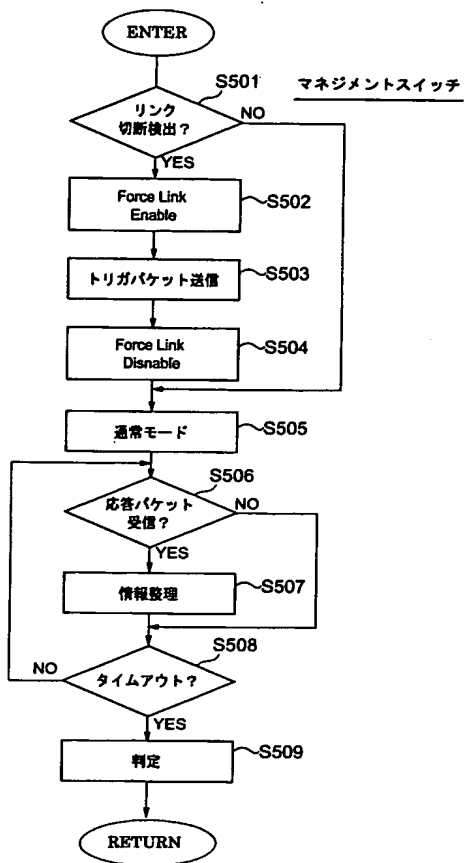 ENTER
S501
マネジメントスイッチ
リンク
切断検出？
NO
YES
Force Link
Enable
S502
トリガパケット送信
S503
Force Link
Disnable
S504
通常モード
S505
S506
応答パケット
受信？
NO
YES
情報整理
S507
S508
NO
タイムアウト？
YES
判定
S509
RETURN